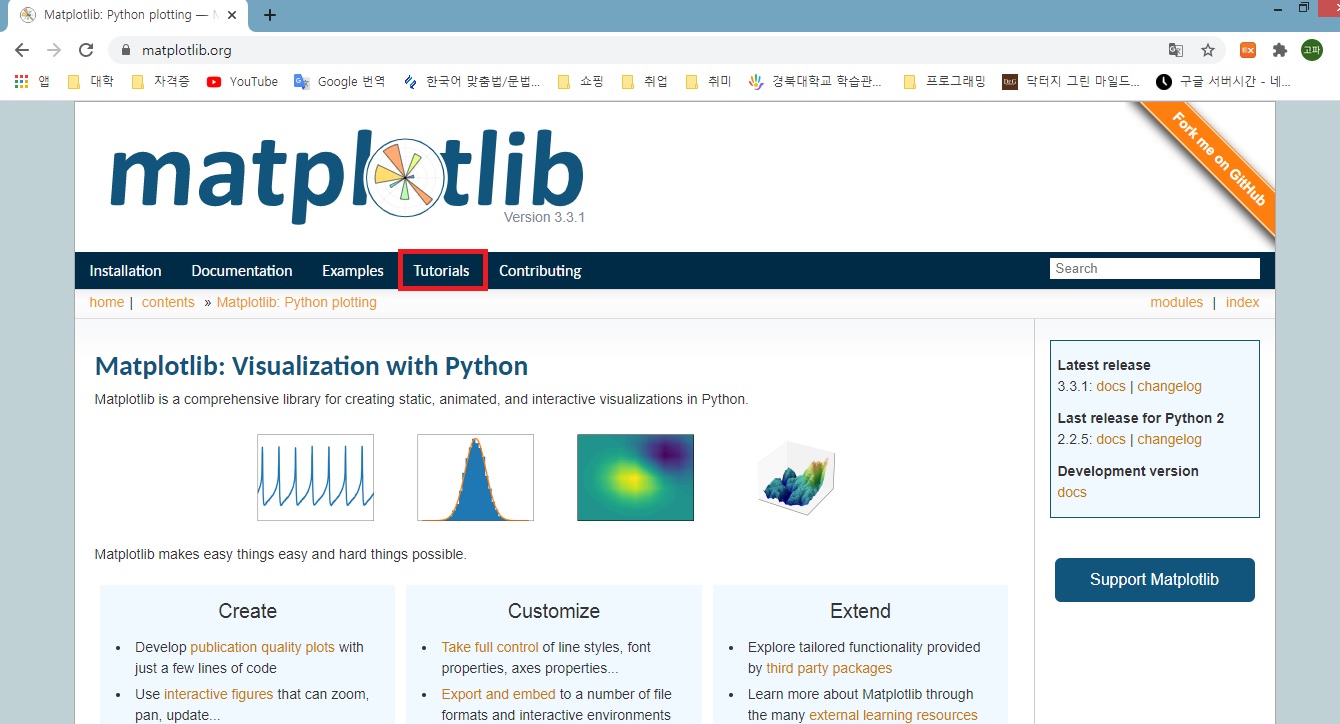 Matplotlib: Python plotting —
matplotlib.org
고파
앱 대학 자격증 YouTube Google 번역 한국어 맞춤법/문법... 쇼핑 취업 취미 경북대학교 학습관... 프로그래밍 닥터지 그린 마일드... 구글 서버시간 - 네...
matplotlib
Version 3.3.1
Fork me on GitHub
Installation Documentation Examples Tutorials Contributing Search
home | contents » Matplotlib: Python plotting modules | index
Matplotlib: Visualization with Python
Matplotlib is a comprehensive library for creating static, animated, and interactive visualizations in Python.
Matplotlib makes easy things easy and hard things possible.
Create
• Develop publication quality plots with
just a few lines of code
• Use interactive figures that can zoom,
pan, update...
Customize
• Take full control of line styles, font
properties, axes properties...
• Export and embed to a number of file
formats and interactive environments
Extend
• Explore tailored functionality provided
by third party packages
• Learn more about Matplotlib through
the many external learning resources
Latest release
3.3.1: docs | changelog
Last release for Python 2
2.2.5: docs | changelog
Development version
docs
Support Matplotlib